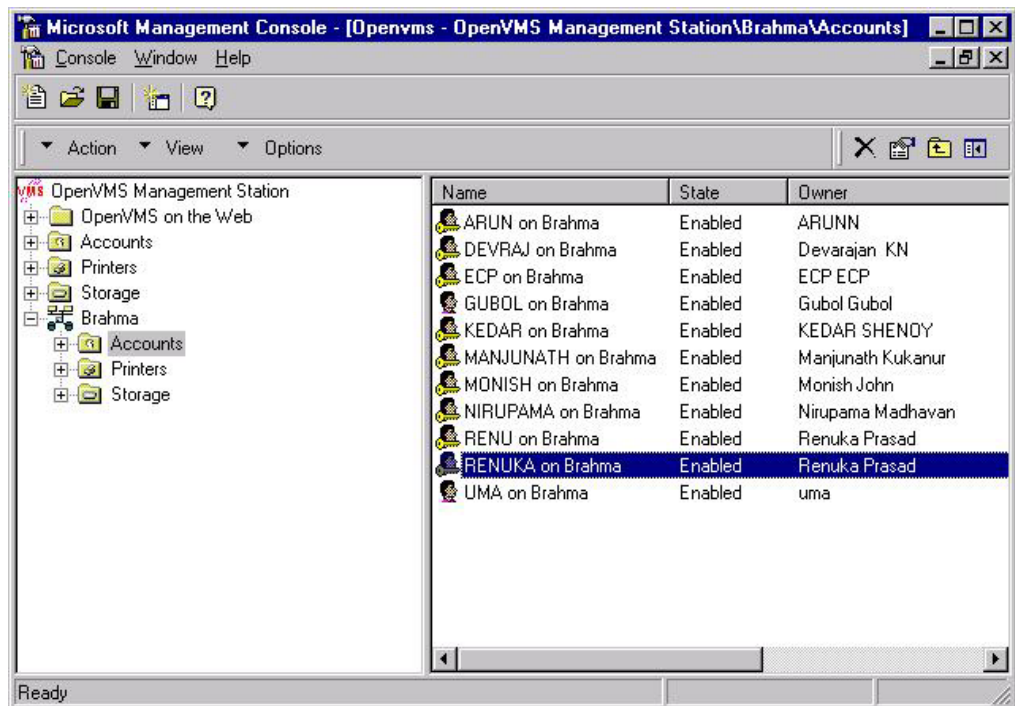 Microsoft Management Console - [Openvms - OpenVMS Management Station\Brahma\Accounts]
Console Window Help
Action View Options
VMS OpenVMS Management Station
OpenVMS on the Web
Accounts
Printers
Storage
Brahma
Accounts
Printers
Storage
Name State Owner
ARUN on Brahma Enabled ARUNN
DEVRAJ on Brahma Enabled Devarajan KN
ECP on Brahma Enabled ECP ECP
GUBOL on Brahma Enabled Gubol Gubol
KEDAR on Brahma Enabled KEDAR SHENOY
MANJUNATH on Brahma Enabled Manjunath Kukanur
MONISH on Brahma Enabled Monish John
NIRUPAMA on Brahma Enabled Nirupama Madhavan
RENU on Brahma Enabled Renuka Prasad
RENUKA on Brahma Enabled Renuka Prasad
UMA on Brahma Enabled uma
Ready